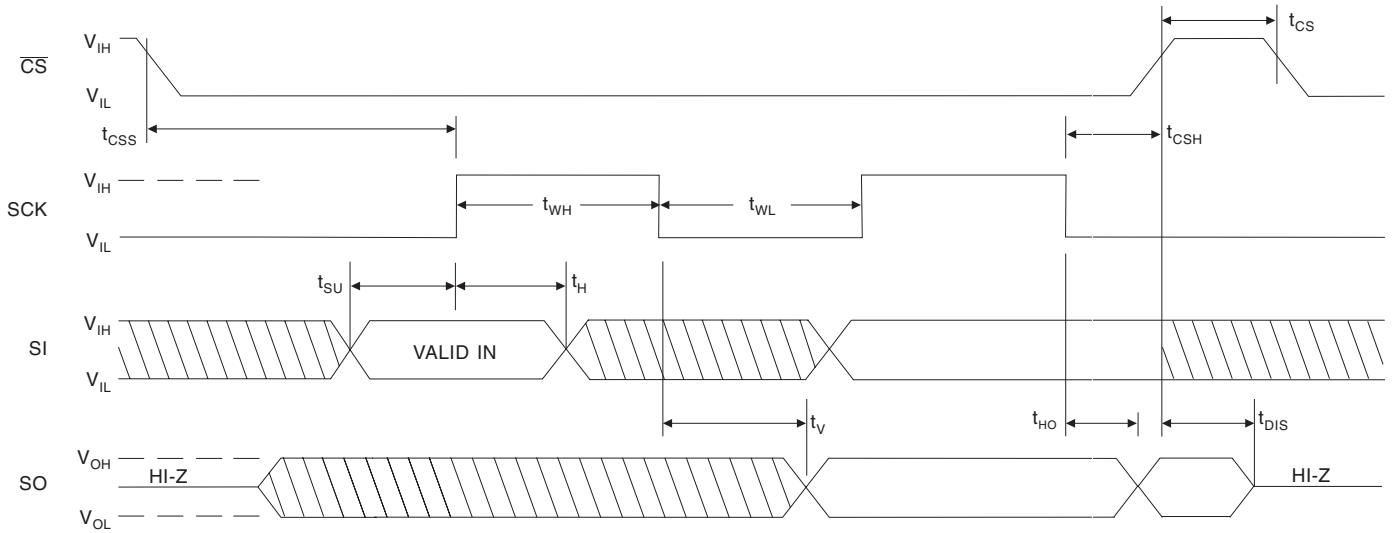 t_CS
V_IH
C̅S̅
V_IL
t_CSS
t_CSH
V_IH
SCK
t_WH
t_WL
V_IL
t_SU
t_H
V_IH
SI
VALID IN
V_IL
t_V
t_HO
t_DIS
V_OH
HI-Z
HI-Z
SO
V_OL